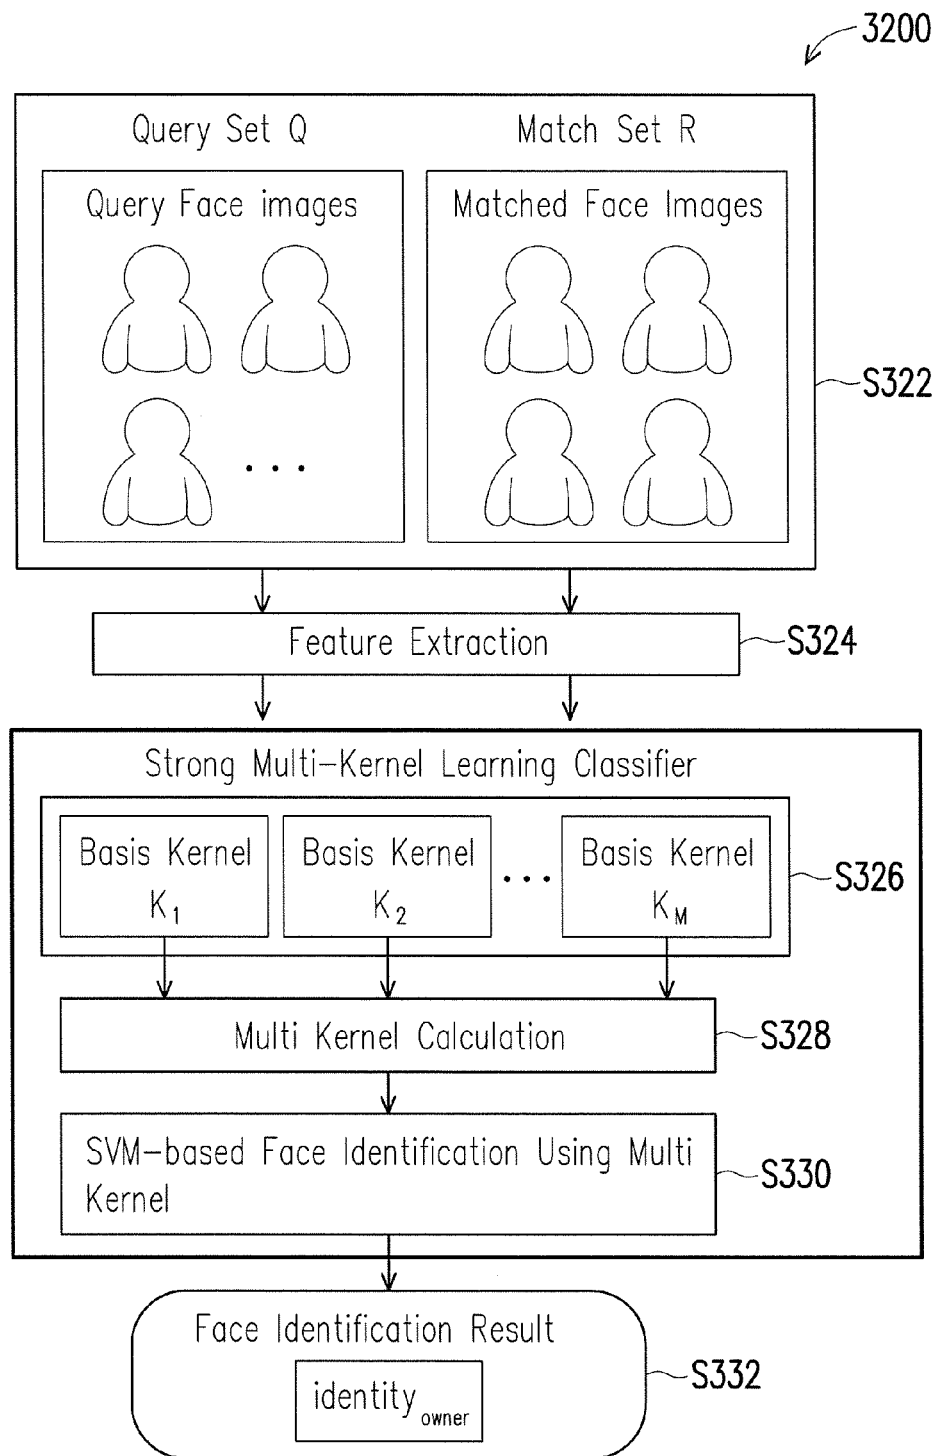 3200
Query Set Q
Match Set R
Query Face images
Matched Face Images
S322
. . .
Feature Extraction
S324
Strong Multi-Kernel Learning Classifier
Basis Kernel
K1
Basis Kernel
K2
. . .
Basis Kernel
KM
S326
Multi Kernel Calculation
S328
SVM-based Face Identification Using Multi
Kernel
S330
Face Identification Result
identity owner
S332